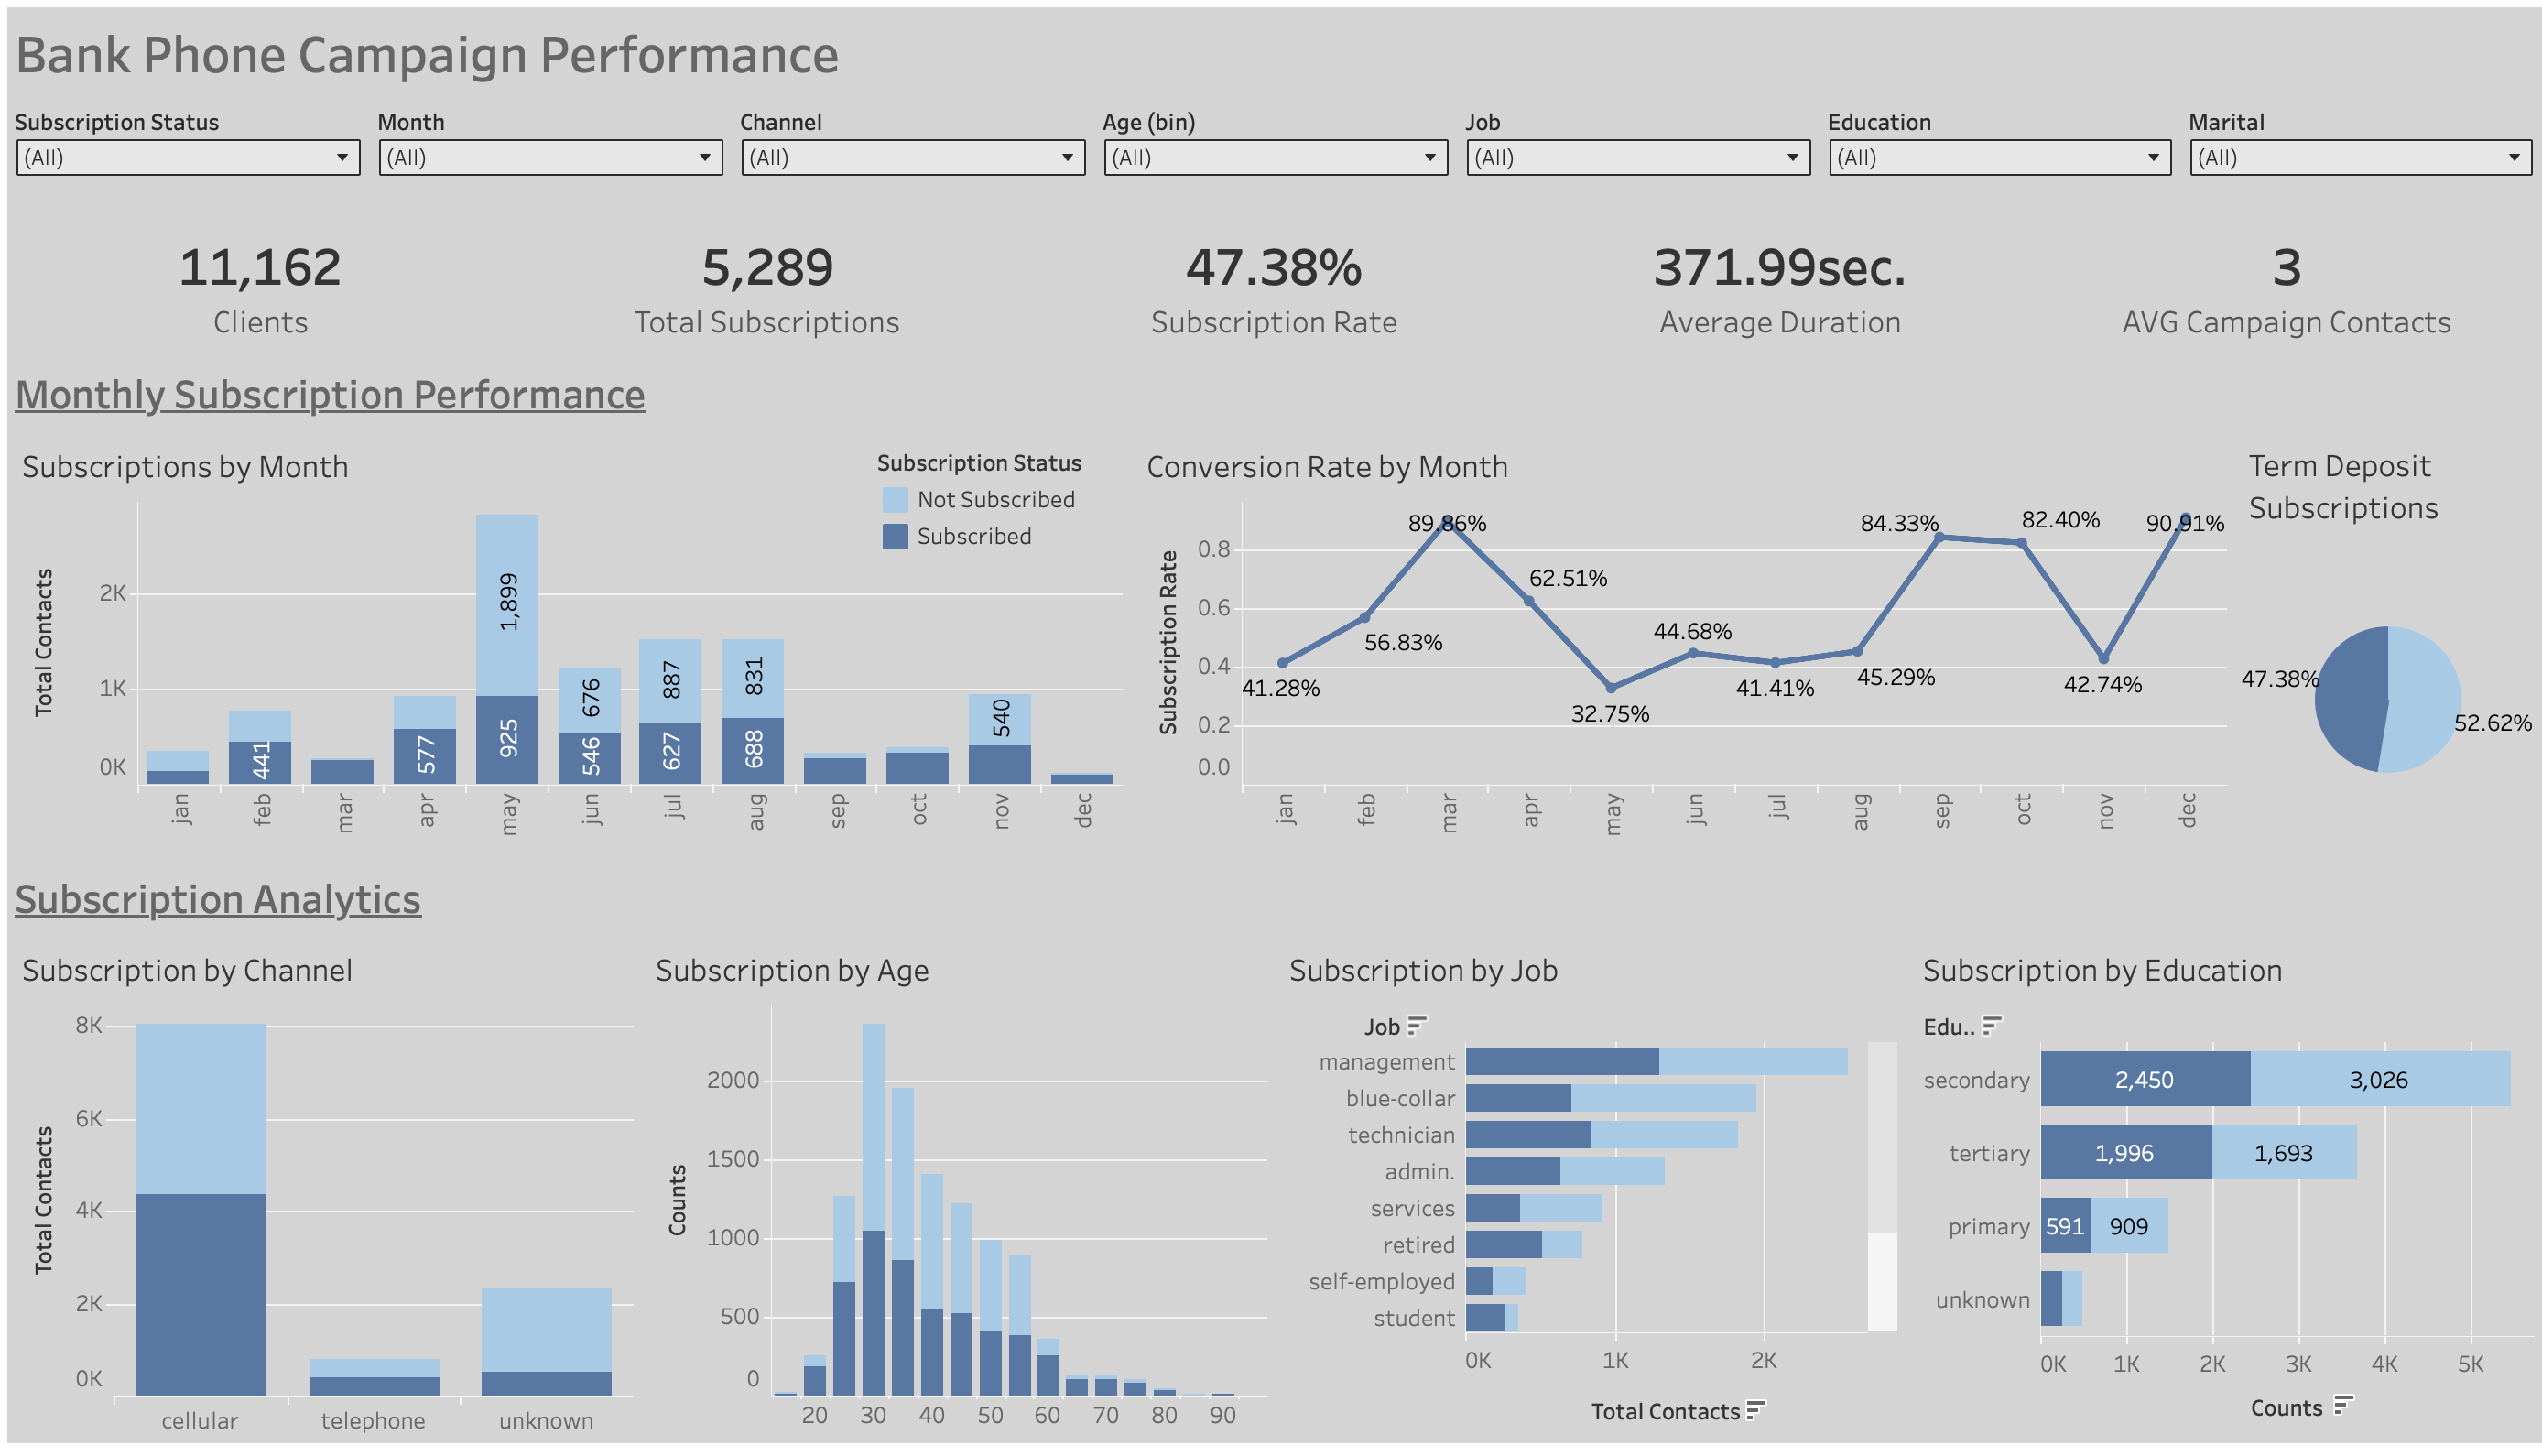 Bank Phone Campaign Performance
Subscription Status
Month
Channel
Age (bin)
Job
Education
Marital
(All)
(All)
(All)
(All)
(All)
(All)
(All)
11,162
5,289
47.38%
371.99sec.
3
Clients
Total Subscriptions
Subscription Rate
Average Duration
AVG Campaign Contacts
Monthly Subscription Performance
Subscriptions by Month
Subscription Status
Not Subscribed
Subscribed
Total Contacts
2K
1K
0K
441
577
1,899
925
676
546
887
627
831
688
540
jan
feb
mar
apr
may
jun
jul
aug
sep
oct
nov
dec
Conversion Rate by Month
Subscription Rate
0.8
0.6
0.4
0.2
0.0
41.28%
56.83%
89.86%
62.51%
32.75%
44.68%
41.41%
45.29%
84.33%
82.40%
42.74%
90.91%
jan
feb
mar
apr
may
jun
jul
aug
sep
oct
nov
dec
Term Deposit
Subscriptions
47.38%
52.62%
Subscription Analytics
Subscription by Channel
Total Contacts
8K
6K
4K
2K
0K
cellular
telephone
unknown
Subscription by Age
Counts
2000
1500
1000
500
0
20
30
40
50
60
70
80
90
Subscription by Job
Job
management
blue-collar
technician
admin.
services
retired
self-employed
student
0K
1K
2K
Total Contacts
Subscription by Education
Edu..
secondary
2,450
3,026
tertiary
1,996
1,693
primary
591
909
unknown
0K
1K
2K
3K
4K
5K
Counts